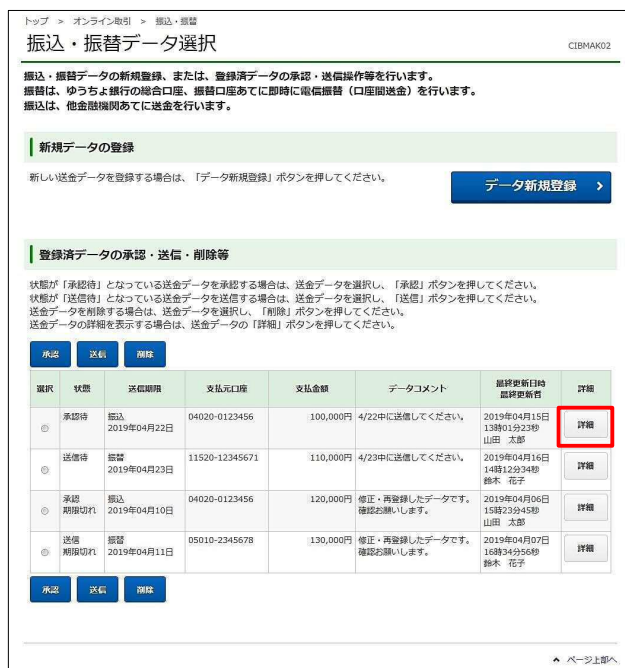 トップ > オンライン取引 > 振込・振替
振込・振替データ選択
CIBMAK02
振込・振替データの新規登録、または、登録済データの承認・送信操作等を行います。
振替は、ゆうちょ銀行の総合口座、振替口座あてに即時に電信振替（口座間送金）を行います。
振込は、他金融機関あてに送金を行います。
新規データの登録
新しい送金データを登録する場合は、「データ新規登録」ボタンを押してください。
データ新規登録
登録済データの承認・送信・削除等
状態が「承認待」となっている送金データを承認する場合は、送金データを選択し、「承認」ボタンを押してください。
状態が「送信待」となっている送金データを送信する場合は、送金データを選択し、「送信」ボタンを押してください。
送金データを削除する場合は、送金データを選択し、「削除」ボタンを押してください。
送金データの詳細を表示する場合は、送金データの「詳細」ボタンを押してください。
承認 送信 削除
選択 状態 送信期限 支払元口座 支払金額 データコメント 最終更新日時 詳細
最終更新者
承認待 振込 04020-0123456 100,000円 4/22中に送信してください。 2019年04月15日 詳細
2019年04月22日 13時01分23秒
山田 太郎
送信待 振替 11520-12345671 110,000円 4/23中に送信してください。 2019年04月16日 詳細
2019年04月23日 14時12分34秒
鈴木 花子
承認 振込 04020-0123456 120,000円 修正・再登録したデータです。 2019年04月06日 詳細
期限切れ 2019年04月10日 確認お願いします。 15時23分45秒
山田 太郎
送信 振替 05010-2345678 130,000円 修正・再登録したデータです。 2019年04月07日 詳細
期限切れ 2019年04月11日 確認お願いします。 16時34分56秒
鈴木 花子
承認 送信 削除
ページ上部へ